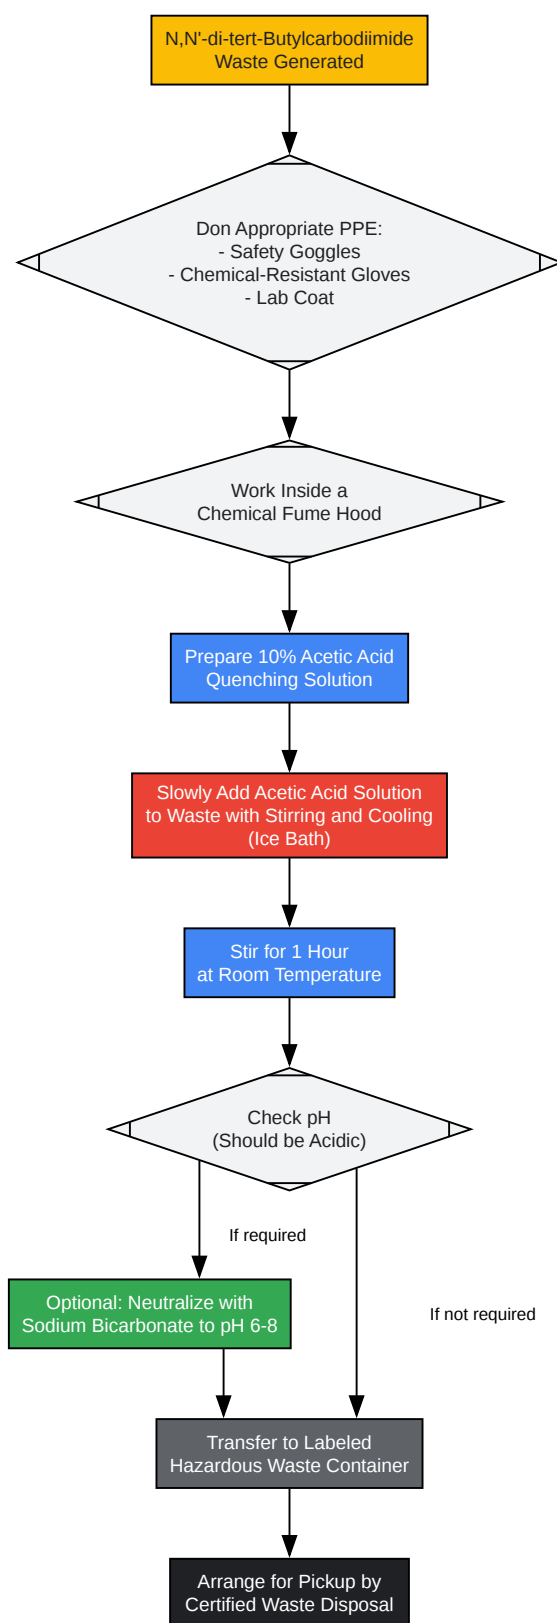 N,N'-di-tert-Butylcarbodiimide
Waste Generated
Don Appropriate PPE:
- Safety Goggles
- Chemical-Resistant Gloves
- Lab Coat
Work Inside a
Chemical Fume Hood
Prepare 10% Acetic Acid
Quenching Solution
Slowly Add Acetic Acid Solution
to Waste with Stirring and Cooling
(Ice Bath)
Stir for 1 Hour
at Room Temperature
Check pH
(Should be Acidic)
If required
Optional: Neutralize with
Sodium Bicarbonate to pH 6-8
If not required
Transfer to Labeled
Hazardous Waste Container
Arrange for Pickup by
Certified Waste Disposal